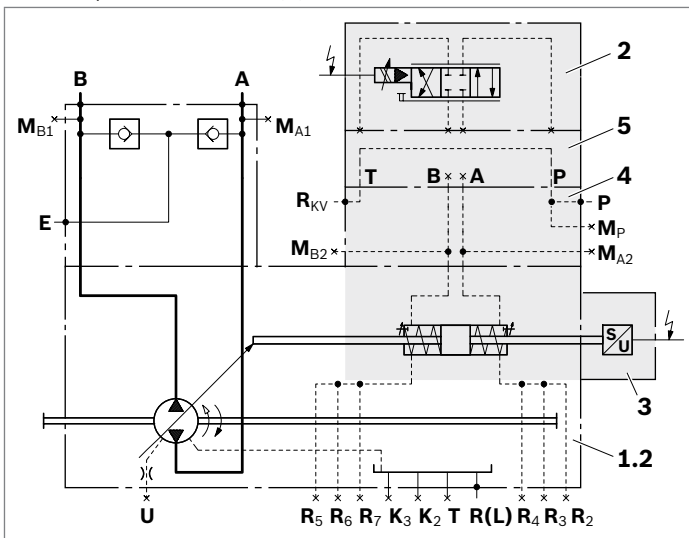 2
B A
M_B1 M_A1
5
T B A P 4
R_KV P
E M_P
M_B2 M_A2
S/U
3
1.2
U R_5 R_6 R_7 K_3 K_2 T R(L) R_4 R_3 R_2